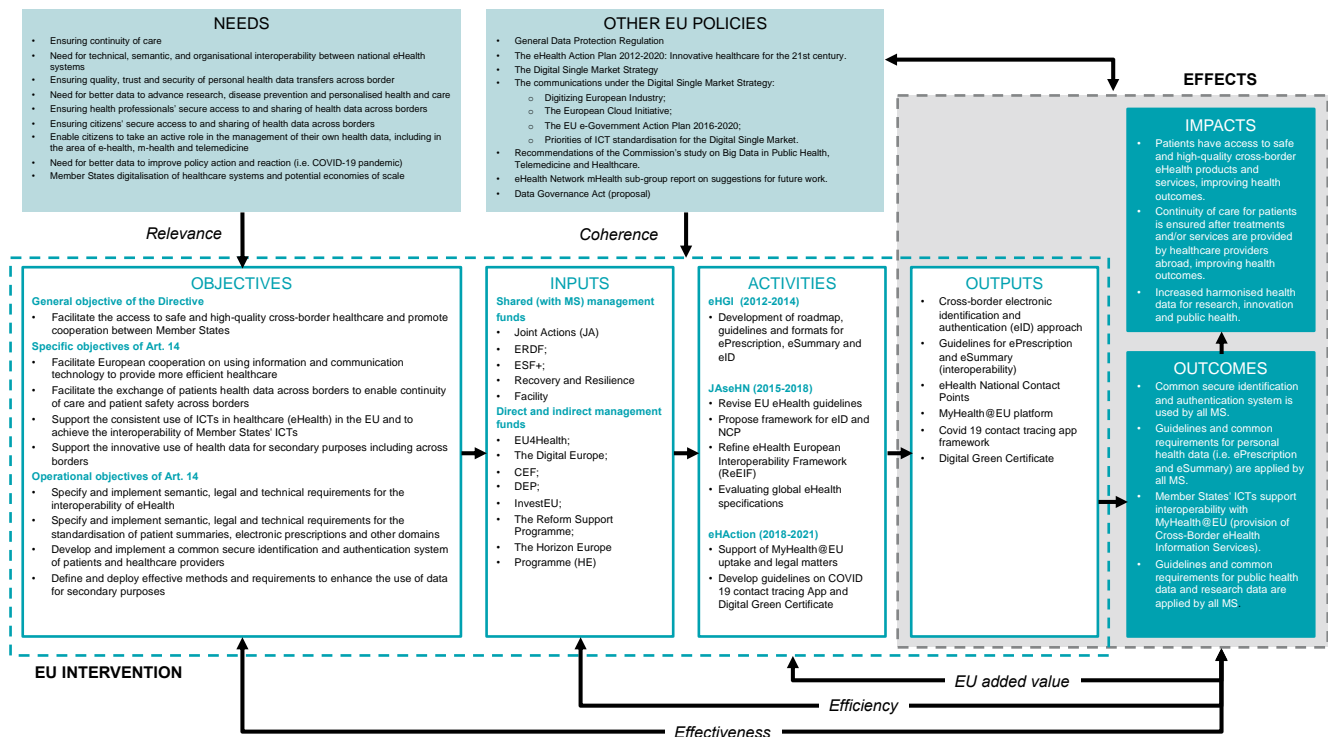 NEEDS
• Ensuring continuity of care
• Need for technical, semantic, and organisational interoperability between national eHealth
systems
• Ensuring quality, trust and security of personal health data transfers across border
• Need for better data to advance research, disease prevention and personalised health and care
• Ensuring health professionals' secure access to and sharing of health data across borders
• Ensuring citizens' secure access to and sharing of health data across borders
• Enable citizens to take an active role in the management of their own health data, including in
the area of e-health, m-health and telemedicine
• Need for better data to improve policy action and reaction (i.e. COVID-19 pandemic)
• Member States digitalisation of healthcare systems and potential economies of scale
OTHER EU POLICIES
• General Data Protection Regulation
• The eHealth Action Plan 2012-2020: Innovative healthcare for the 21st century.
• The Digital Single Market Strategy
• The communications under the Digital Single Market Strategy:
o Digitizing European Industry;
o The European Cloud Initiative;
o The EU e-Government Action Plan 2016-2020;
o Priorities of ICT standardisation for the Digital Single Market.
• Recommendations of the Commission's study on Big Data in Public Health,
Telemedicine and Healthcare.
• eHealth Network mHealth sub-group report on suggestions for future work.
• Data Governance Act (proposal)
Relevance
Coherence
EFFECTS
IMPACTS
• Patients have access to safe
and high-quality cross-border
eHealth products and
services, improving health
outcomes.
• Continuity of care for patients
is ensured after treatments
and/or services are provided
by healthcare providers
abroad, improving health
outcomes.
• Increased harmonised health
data for research, innovation
and public health.
OBJECTIVES
General objective of the Directive
• Facilitate the access to safe and high-quality cross-border healthcare and promote
cooperation between Member States
Specific objectives of Art. 14
• Facilitate European cooperation on using information and communication
technology to provide more efficient healthcare
• Facilitate the exchange of patients health data across borders to enable continuity
of care and patient safety across borders
• Support the consistent use of ICTs in healthcare (eHealth) in the EU and to
achieve the interoperability of Member States' ICTs
• Support the innovative use of health data for secondary purposes including across
borders
Operational objectives of Art. 14
• Specify and implement semantic, legal and technical requirements for the
interoperability of eHealth
• Specify and implement semantic, legal and technical requirements for the
standardisation of patient summaries, electronic prescriptions and other domains
• Develop and implement a common secure identification and authentication system
of patients and healthcare providers
• Define and deploy effective methods and requirements to enhance the use of data
for secondary purposes
INPUTS
Shared (with MS) management
funds
• Joint Actions (JA)
• ERDF;
• ESF+;
• Recovery and Resilience
• Facility
Direct and indirect management
funds
• EU4Health;
• The Digital Europe;
• CEF;
• DEP;
• InvestEU;
• The Reform Support
Programme;
• The Horizon Europe
Programme (HE)
ACTIVITIES
eHGI (2012-2014)
• Development of roadmap,
guidelines and formats for
ePrescription, eSummary and
eID
JAseHN (2015-2018)
• Revise EU eHealth guidelines
• Propose framework for eID and
NCP
• Refine eHealth European
Interoperability Framework
(ReEIF)
• Evaluating global eHealth
specifications
eHAction (2018-2021)
• Support of MyHealth@EU
uptake and legal matters
• Develop guidelines on COVID
19 contact tracing App and
Digital Green Certificate
OUTPUTS
• Cross-border electronic
identification and
authentication (eID) approach
• Guidelines for ePrescription
and eSummary
(interoperability)
• eHealth National Contact
Points
• MyHealth@EU platform
• Covid 19 contact tracing app
framework
• Digital Green Certificate
OUTCOMES
• Common secure identification
and authentication system is
used by all MS.
• Guidelines and common
requirements for personal
health data (i.e. ePrescription
and eSummary) are applied by
all MS.
• Member States' ICTs support
interoperability with
MyHealth@EU (provision of
Cross-Border eHealth
Information Services).
• Guidelines and common
requirements for public health
data and research data are
applied by all MS.
EU INTERVENTION
EU added value
Efficiency
Effectiveness